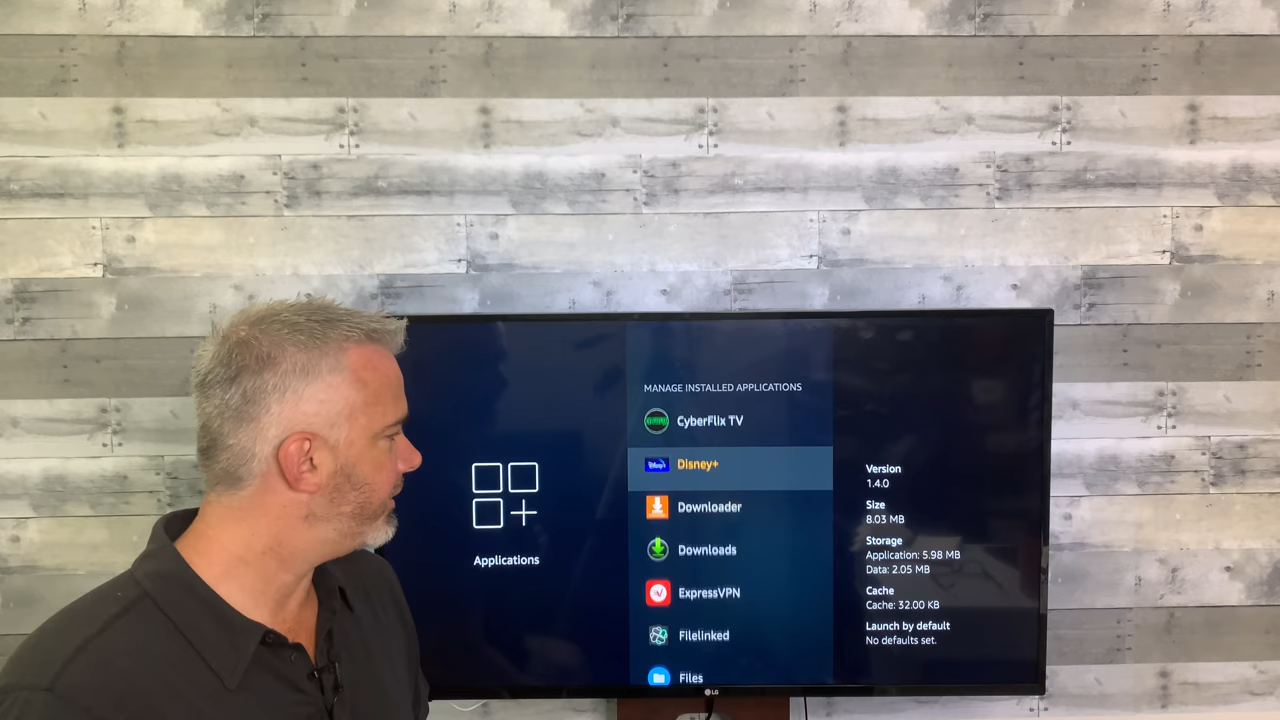 MANAGE INSTALLED APPLICATIONS
CyberFlix TV
Disney+
Disney+
Downloader
Downloads
ExpressVPN
Filelinked
Files
Applications
Version
1.4.0
Size
8.03 MB
Storage
Application: 5.98 MB
Data: 2.05 MB
Cache
Cache: 32.00 KB
Launch by default
No defaults set.
LG